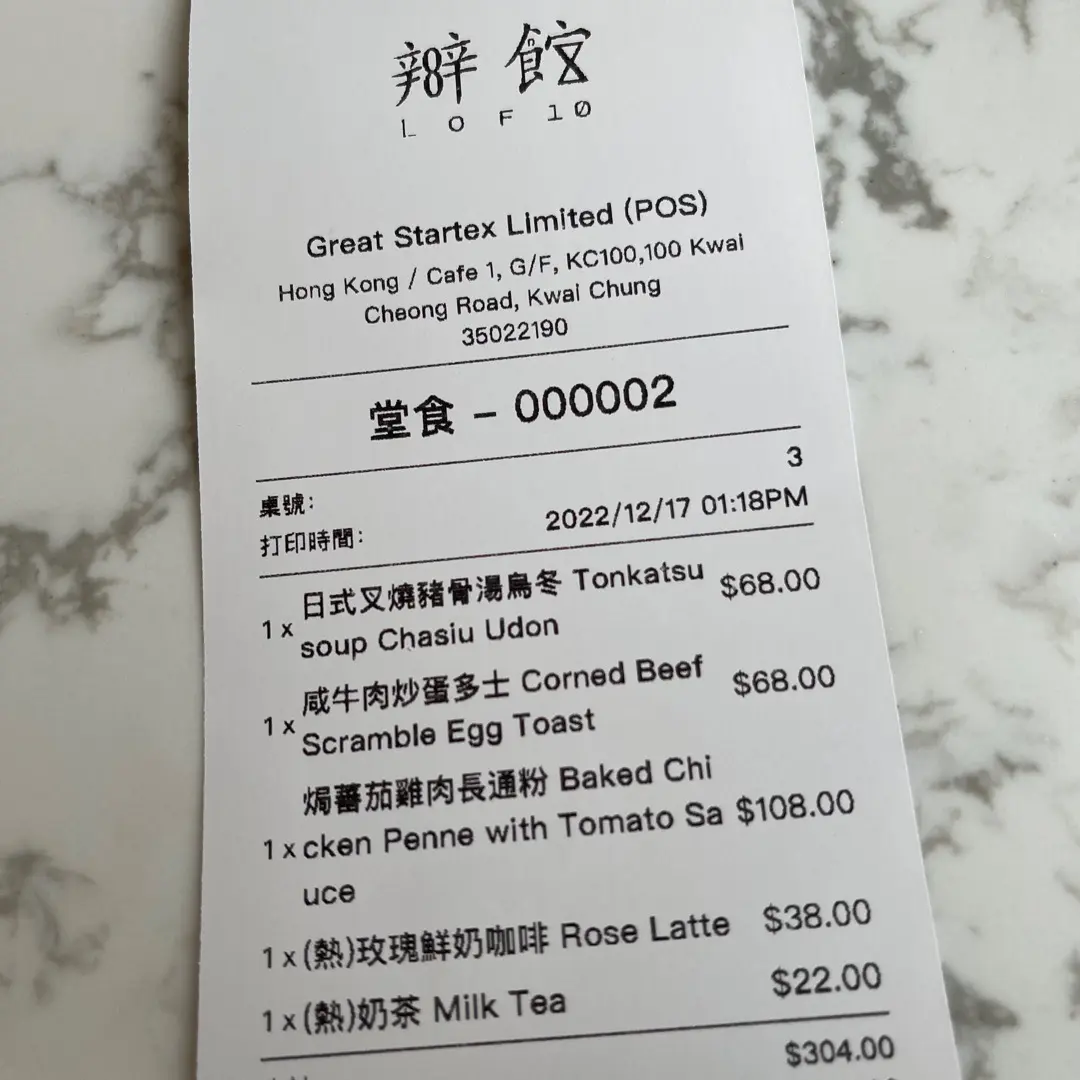 辦館
LOF10
Great Startex Limited (POS)
Hong Kong / Cafe 1, G/F, KC100,100 Kwai
Cheong Road, Kwai Chung
35022190
堂食 – 000002
桌號: 3
打印時間: 2022/12/17 01:18PM
1 x 日式叉燒豬骨湯烏冬 Tonkatsu $68.00
soup Chasiu Udon
1 x 咸牛肉炒蛋多士 Corned Beef $68.00
Scramble Egg Toast
焗蕃茄雞肉長通粉 Baked Chi
1 x cken Penne with Tomato Sa $108.00
uce
1 x (熱)玫瑰鮮奶咖啡 Rose Latte $38.00
1 x (熱)奶茶 Milk Tea $22.00
$304.00